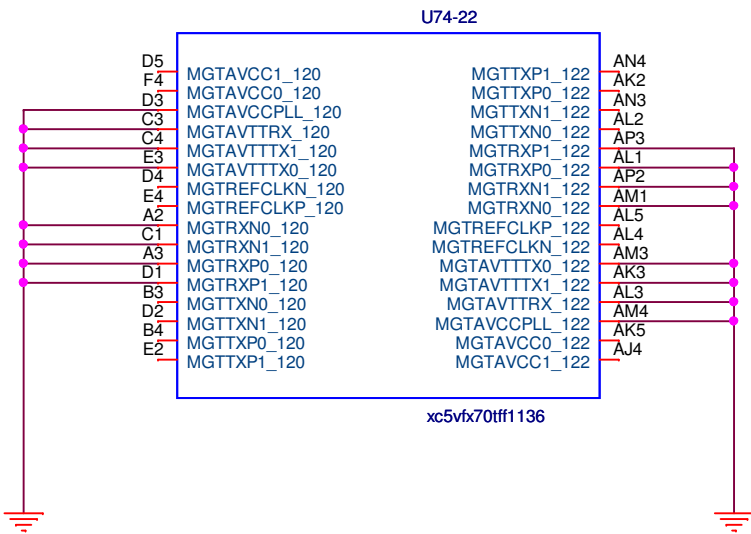 U74-22
D5 MGTAVCC1_120 MGTTXP1_122 AN4
F4 MGTAVCC0_120 MGTTXP0_122 AK2
D3 MGTAVCCPLL_120 MGTTXN1_122 AN3
C3 MGTAVTTRX_120 MGTTXN0_122 AL2
C4 MGTAVTTTX1_120 MGTRXP1_122 AP3
E3 MGTAVTTTX0_120 MGTRXP0_122 AL1
D4 MGTREFCLKN_120 MGTRXN1_122 AP2
E4 MGTREFCLKP_120 MGTRXN0_122 AM1
A2 MGTRXN0_120 MGTREFCLKP_122 AL5
C1 MGTRXN1_120 MGTREFCLKN_122 AL4
A3 MGTRXP0_120 MGTAVTTTX0_122 AM3
D1 MGTRXP1_120 MGTAVTTTX1_122 AK3
B3 MGTTXN0_120 MGTAVTTRX_122 AL3
D2 MGTTXN1_120 MGTAVCCPLL_122 AM4
B4 MGTTXP0_120 MGTAVCC0_122 AK5
E2 MGTTXP1_120 MGTAVCC1_122 AJ4
xc5vfx70tff1136